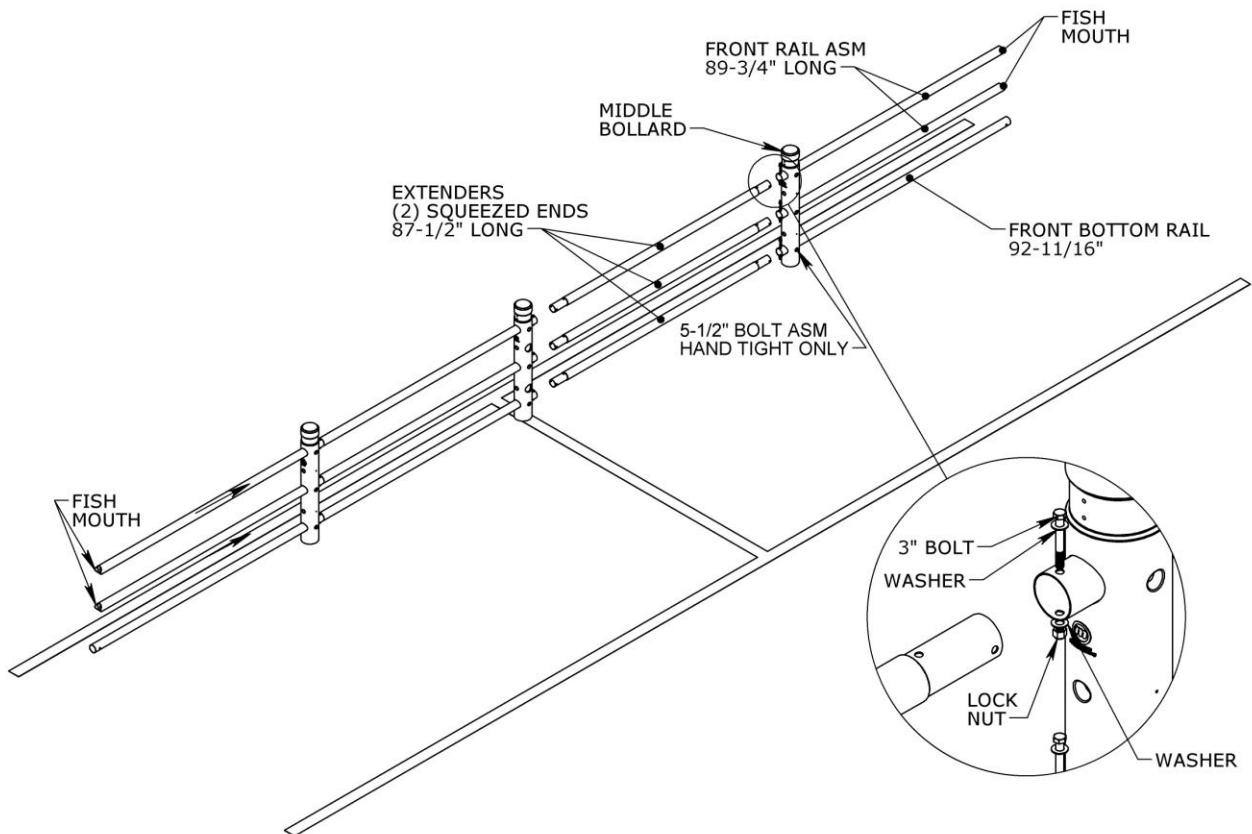 FISH
MOUTH
FRONT RAIL ASM
89-3/4" LONG
MIDDLE
BOLLARD
EXTENDERS
(2) SQUEEZED ENDS
87-1/2" LONG
FRONT BOTTOM RAIL
92-11/16"
5-1/2" BOLT ASM
HAND TIGHT ONLY
FISH
MOUTH
3" BOLT
WASHER
LOCK
NUT
WASHER